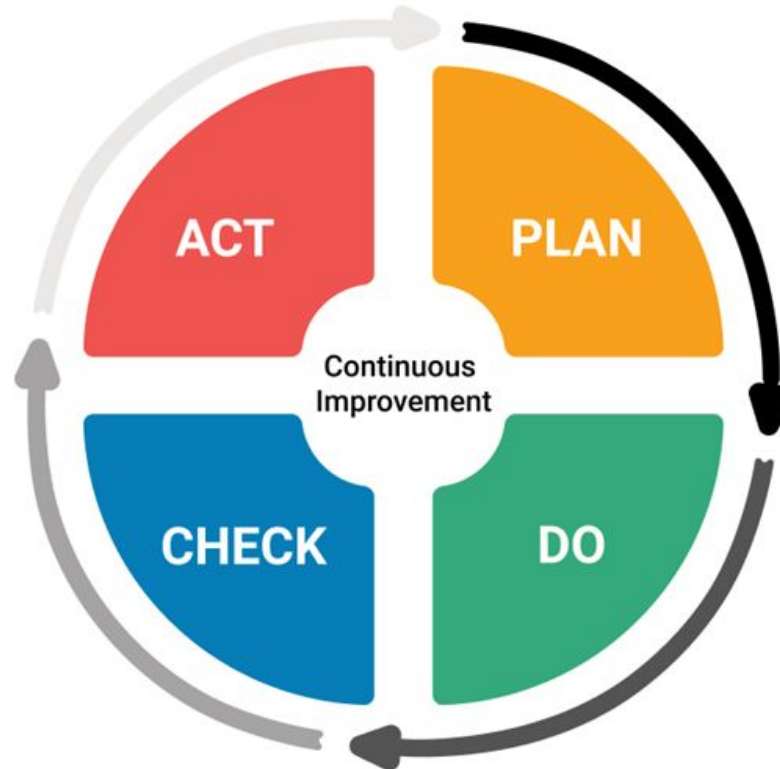 ACT
PLAN
Continuous
Improvement
CHECK
DO